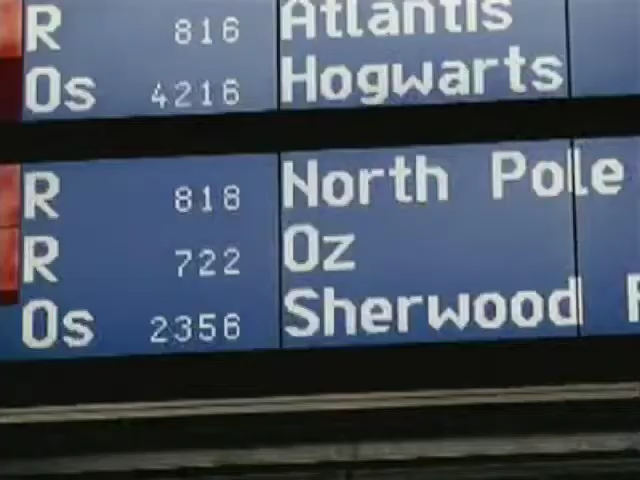 R 816 Atlantis
Os 4216 Hogwarts
R 818 North Pole
R 722 Oz
Os 2356 Sherwood